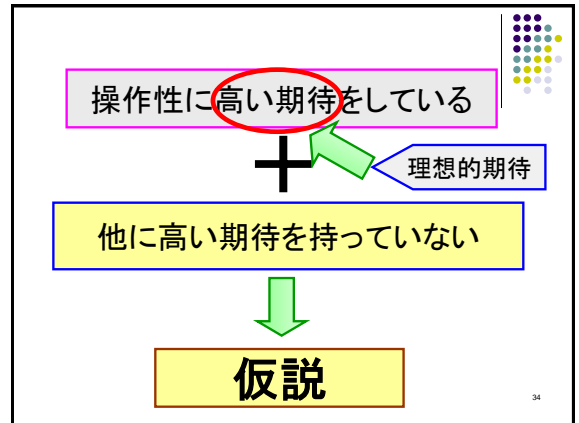 操作性に高い期待をしている
＋
理想的期待
他に高い期待を持っていない
仮説
34